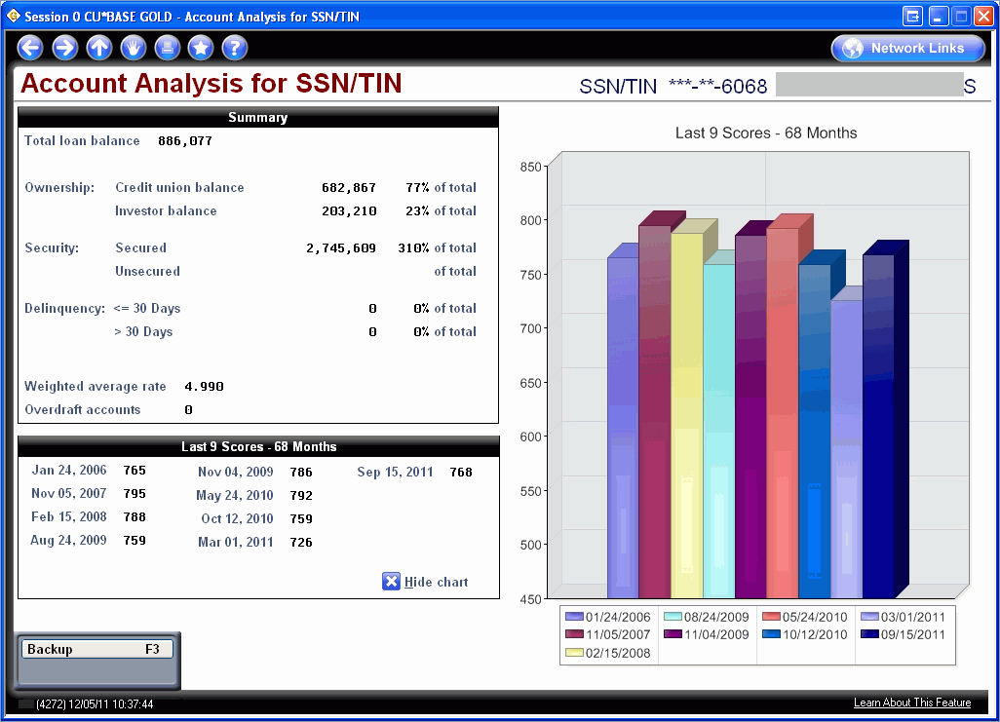 Session 0 CU*BASE GOLD - Account Analysis for SSN/TIN
Network Links
Account Analysis for SSN/TIN
SSN/TIN ***-**-6068 S
Summary
Total loan balance 886,077
Ownership: Credit union balance 682,867 77% of total
Investor balance 203,210 23% of total
Security: Secured 2,745,609 310% of total
Unsecured of total
Delinquency: <= 30 Days 0 0% of total
> 30 Days 0 0% of total
Weighted average rate 4.990
Overdraft accounts 0
Last 9 Scores - 68 Months
Jan 24, 2006 765 Nov 04, 2009 786 Sep 15, 2011 768
Nov 05, 2007 795 May 24, 2010 792
Feb 15, 2008 788 Oct 12, 2010 759
Aug 24, 2009 759 Mar 01, 2011 726
Hide chart
Last 9 Scores - 68 Months
850
800
750
700
650
600
550
500
450
01/24/2006 08/24/2009 05/24/2010 03/01/2011
11/05/2007 11/04/2009 10/12/2010 09/15/2011
02/15/2008
Backup F3
(4272) 12/05/11 10:37:44
Learn About This Feature